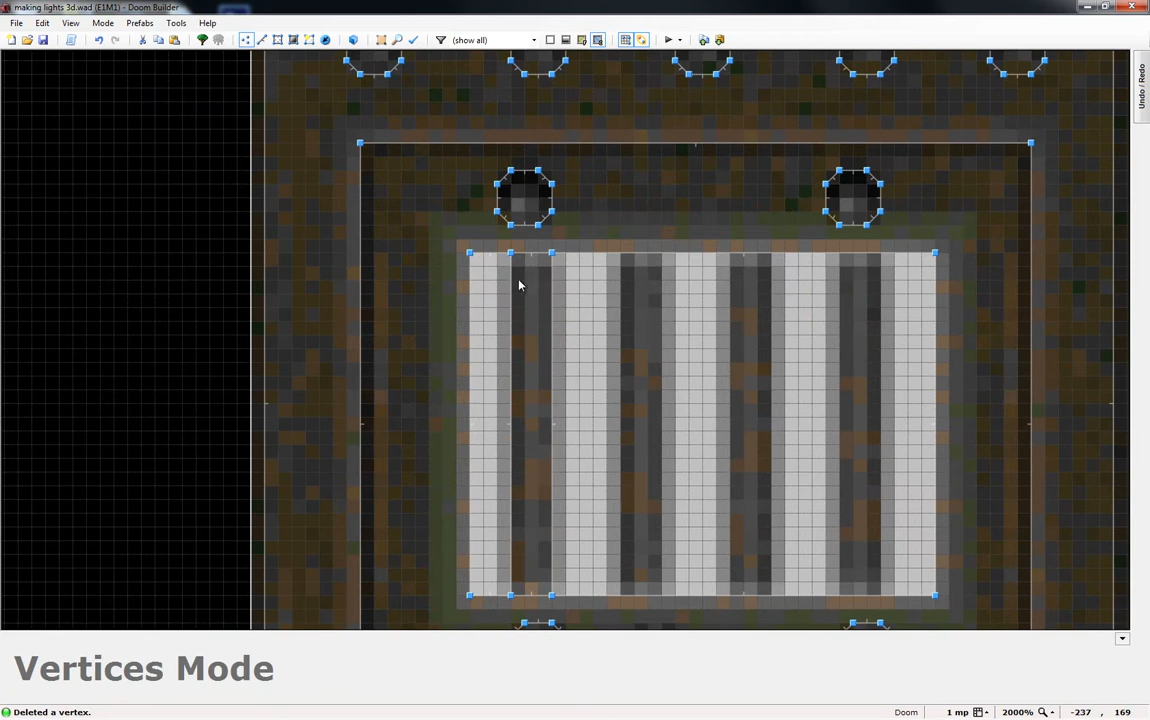 making lights 3d.wad (E1M1) - Doom Builder
File Edit View Mode Prefabs Tools Help
(show all)
Undo / Redo
Vertices Mode
Deleted a vertex.
Doom 1 mp 2000% -237 , 169